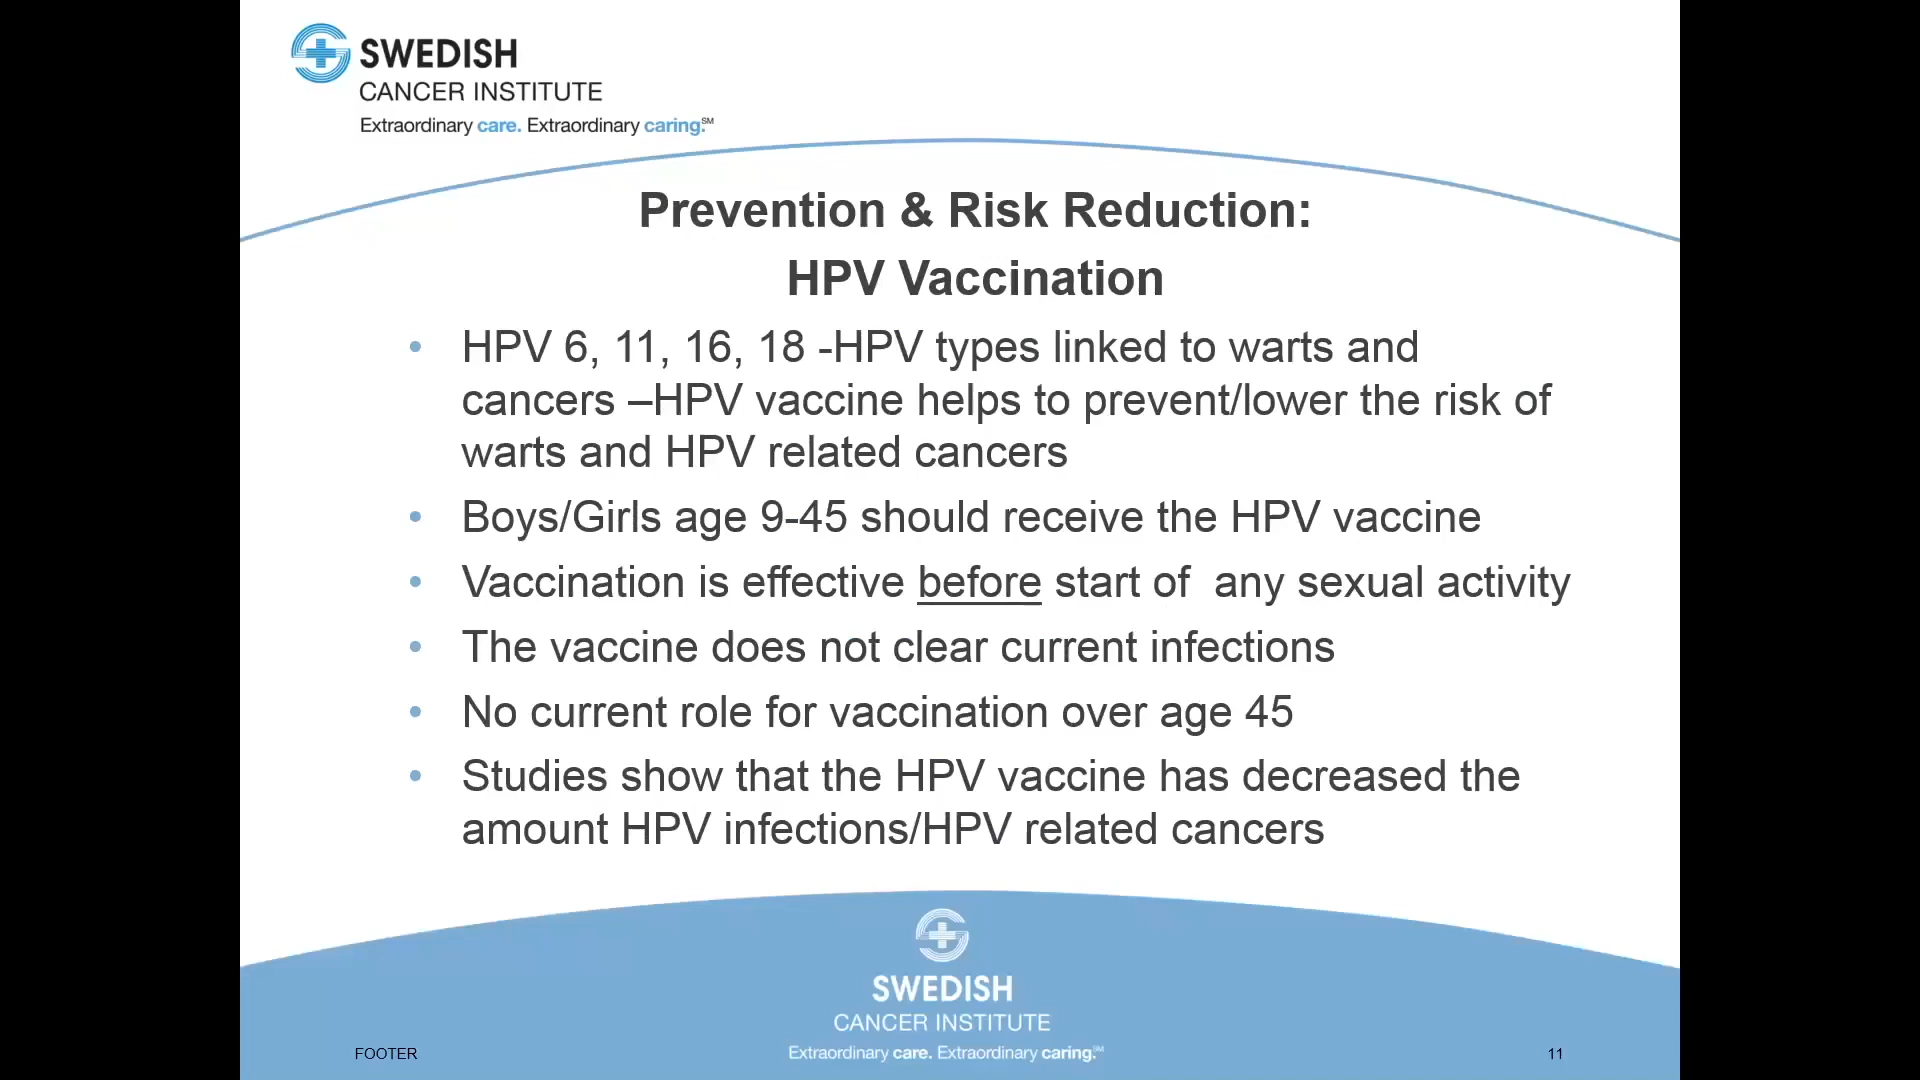 SWEDISH
CANCER INSTITUTE
Extraordinary care. Extraordinary caring.℠
Prevention & Risk Reduction:
HPV Vaccination
• HPV 6, 11, 16, 18 -HPV types linked to warts and
cancers –HPV vaccine helps to prevent/lower the risk of
warts and HPV related cancers
• Boys/Girls age 9-45 should receive the HPV vaccine
• Vaccination is effective before start of  any sexual activity
• The vaccine does not clear current infections
• No current role for vaccination over age 45
• Studies show that the HPV vaccine has decreased the
amount HPV infections/HPV related cancers
SWEDISH
CANCER INSTITUTE
Extraordinary care. Extraordinary caring.℠
FOOTER
11